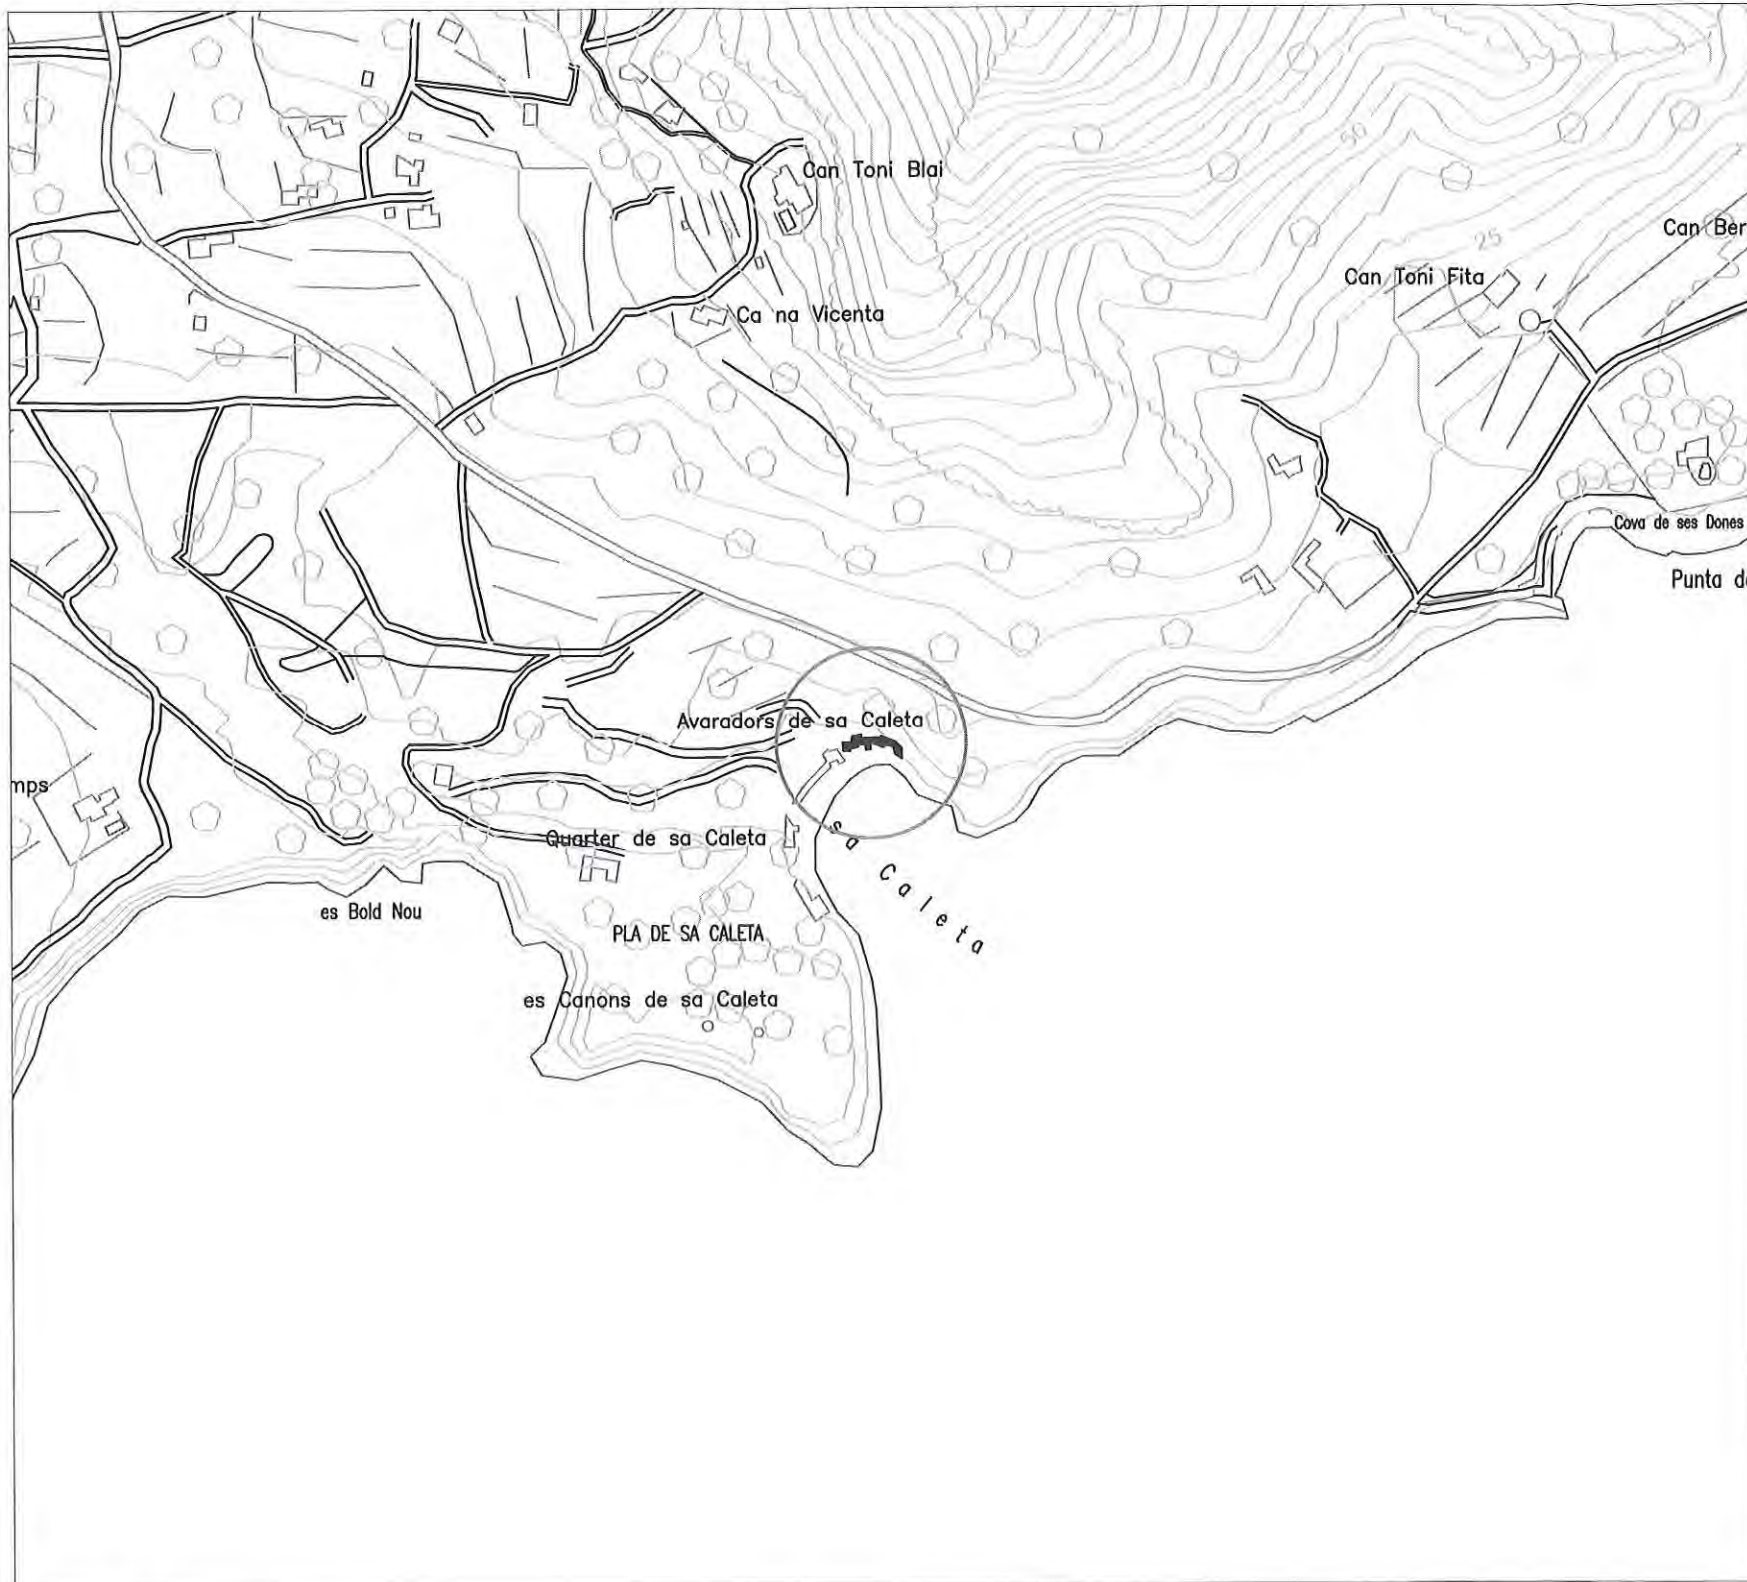 Can Toni Blai
50
25
Can Ber
Can Toni Fita
Ca na Vicenta
Cova de ses Dones
Punta de
Avaradors de sa Caleta
mps
Quarter de sa Caleta
sa Caleta
es Bold Nou
PLA DE SA CALETA
es Canons de sa Caleta